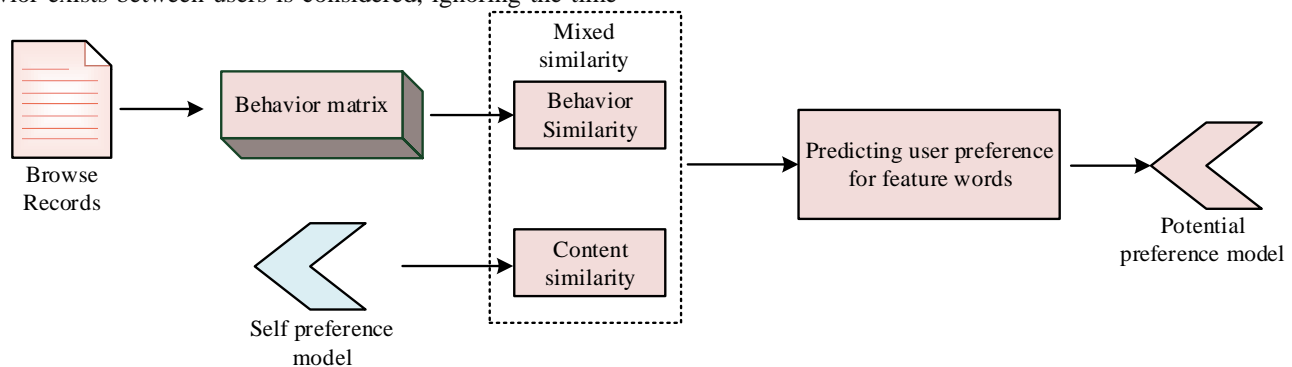 vior exists between users is considered, ignoring the time
Mixed
similarity
Behavior matrix
Behavior
Similarity
Browse
Records
Predicting user preference
for feature words
Potential
preference model
Content
similarity
Self preference
model